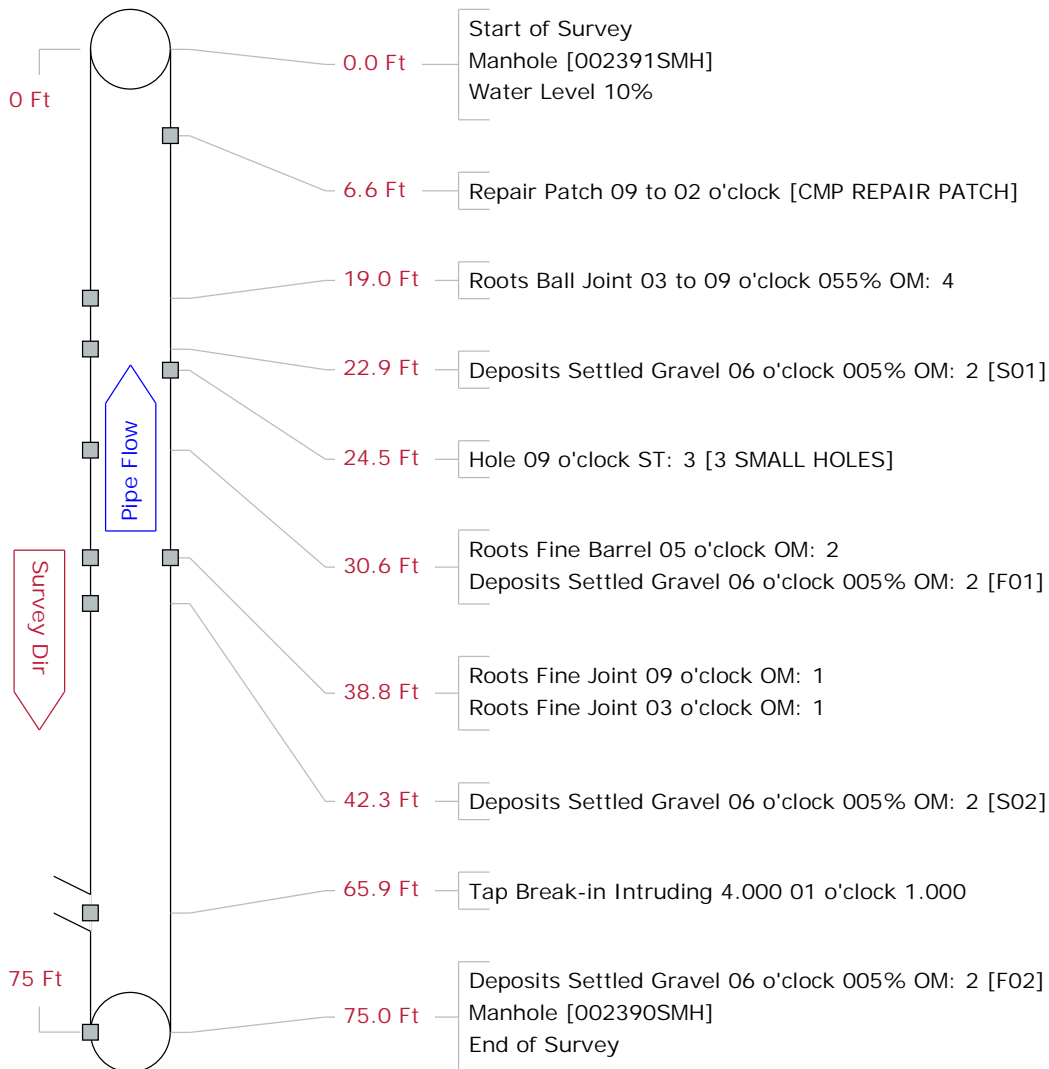 0 Ft
0.0 Ft
Start of Survey
Manhole [002391SMH]
Water Level 10%
6.6 Ft
Repair Patch 09 to 02 o'clock [CMP REPAIR PATCH]
19.0 Ft
Roots Ball Joint 03 to 09 o'clock 055% OM: 4
22.9 Ft
Deposits Settled Gravel 06 o'clock 005% OM: 2 [S01]
24.5 Ft
Hole 09 o'clock ST: 3 [3 SMALL HOLES]
Pipe Flow
30.6 Ft
Roots Fine Barrel 05 o'clock OM: 2
Deposits Settled Gravel 06 o'clock 005% OM: 2 [F01]
Survey Dir
38.8 Ft
Roots Fine Joint 09 o'clock OM: 1
Roots Fine Joint 03 o'clock OM: 1
42.3 Ft
Deposits Settled Gravel 06 o'clock 005% OM: 2 [S02]
65.9 Ft
Tap Break-in Intruding 4.000 01 o'clock 1.000
75 Ft
75.0 Ft
Deposits Settled Gravel 06 o'clock 005% OM: 2 [F02]
Manhole [002390SMH]
End of Survey